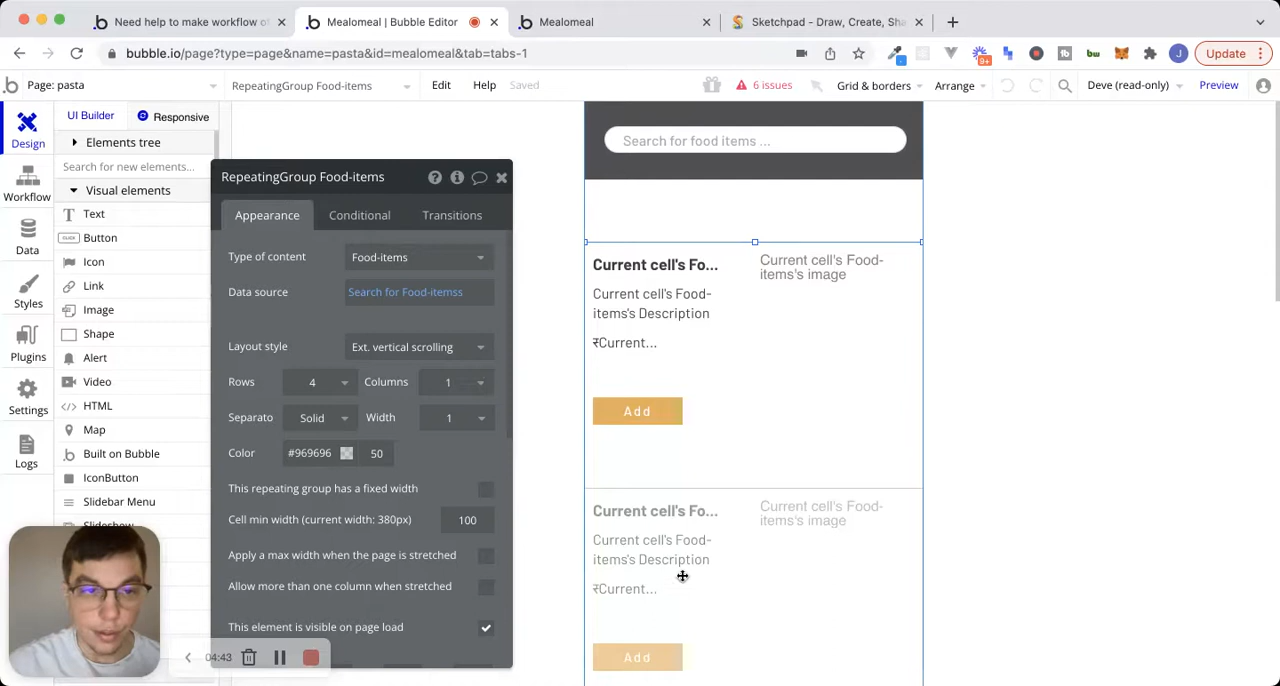 Need help to make workflow of
Mealomeal | Bubble Editor
Mealomeal
Sketchpad - Draw, Create, Sha
bubble.io/page?type=page&name=pasta&id=mealomeal&tab=tabs-1
9+
bw
J
Update
Page: pasta
RepeatingGroup Food-items
Edit
Help
Saved
6 issues
Grid & borders
Arrange
Deve (read-only)
Preview
Design
Workflow
Data
Styles
Plugins
Settings
Logs
UI Builder
Responsive
Elements tree
Search for new elements...
Visual elements
Text
CLICK
Button
Icon
Link
Image
Shape
Alert
Video
HTML
Map
Built on Bubble
IconButton
Slidebar Menu
Slideshow
RepeatingGroup Food-items
Appearance
Conditional
Transitions
Type of content
Food-items
Data source
Search for Food-itemss
Layout style
Ext. vertical scrolling
Rows
4
Columns
1
Separato
Solid
Width
1
Color
#969696
50
This repeating group has a fixed width
Cell min width (current width: 380px)
100
Apply a max width when the page is stretched
Allow more than one column when stretched
This element is visible on page load
04:43
Search for food items ...
Current cell's Fo...
Current cell's Food-
items's image
Current cell's Food-
items's Description
₹Current...
Add
Current cell's Fo...
Current cell's Food-
items's image
Current cell's Food-
items's Description
₹Current...
Add